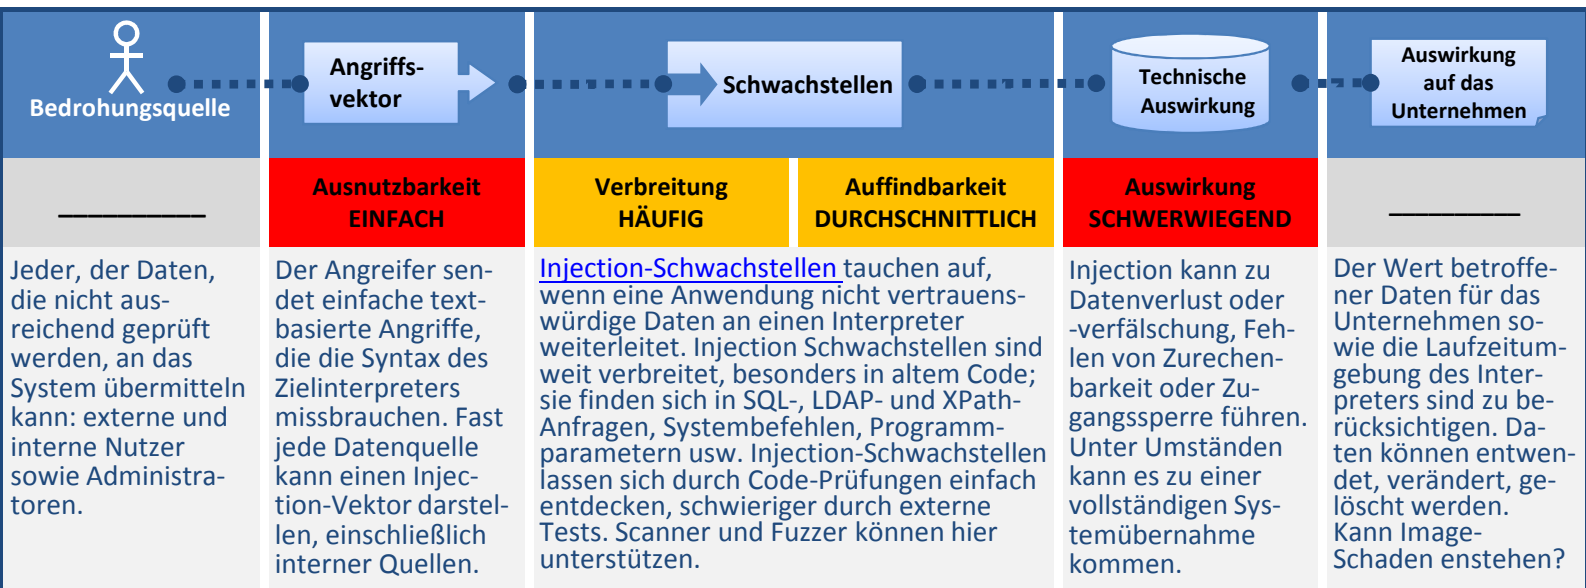 Bedrohungsquelle
Angriffs-
vektor
Schwachstellen
Technische
Auswirkung
Auswirkung
auf das
Unternehmen
__________
Ausnutzbarkeit
EINFACH
Verbreitung
HÄUFIG
Auffindbarkeit
DURCHSCHNITTLICH
Auswirkung
SCHWERWIEGEND
__________
Jeder, der Daten,
die nicht aus-
reichend geprüft
werden, an das
System übermitteln
kann: externe und
interne Nutzer
sowie Administra-
toren.
Der Angreifer sen-
det einfache text-
basierte Angriffe,
die die Syntax des
Zielinterpreters
missbrauchen. Fast
jede Datenquelle
kann einen Injec-
tion-Vektor darstel-
len, einschließlich
interner Quellen.
Injection-Schwachstellen tauchen auf,
wenn eine Anwendung nicht vertrauens-
würdige Daten an einen Interpreter
weiterleitet. Injection Schwachstellen sind
weit verbreitet, besonders in altem Code;
sie finden sich in SQL-, LDAP- und XPath-
Anfragen, Systembefehlen, Programm-
parametern usw. Injection-Schwachstellen
lassen sich durch Code-Prüfungen einfach
entdecken, schwieriger durch externe
Tests. Scanner und Fuzzer können hier
unterstützen.
Injection kann zu
Datenverlust oder
-verfälschung, Feh-
len von Zurechen-
barkeit oder Zu-
gangssperre führen.
Unter Umständen
kann es zu einer
vollständigen Sys-
temübernahme
kommen.
Der Wert betroffe-
ner Daten für das
Unternehmen so-
wie die Laufzeitum-
gebung des Inter-
preters sind zu be-
rücksichtigen. Da-
ten können entwen-
det, verändert, ge-
löscht werden.
Kann Image-
Schaden enstehen?